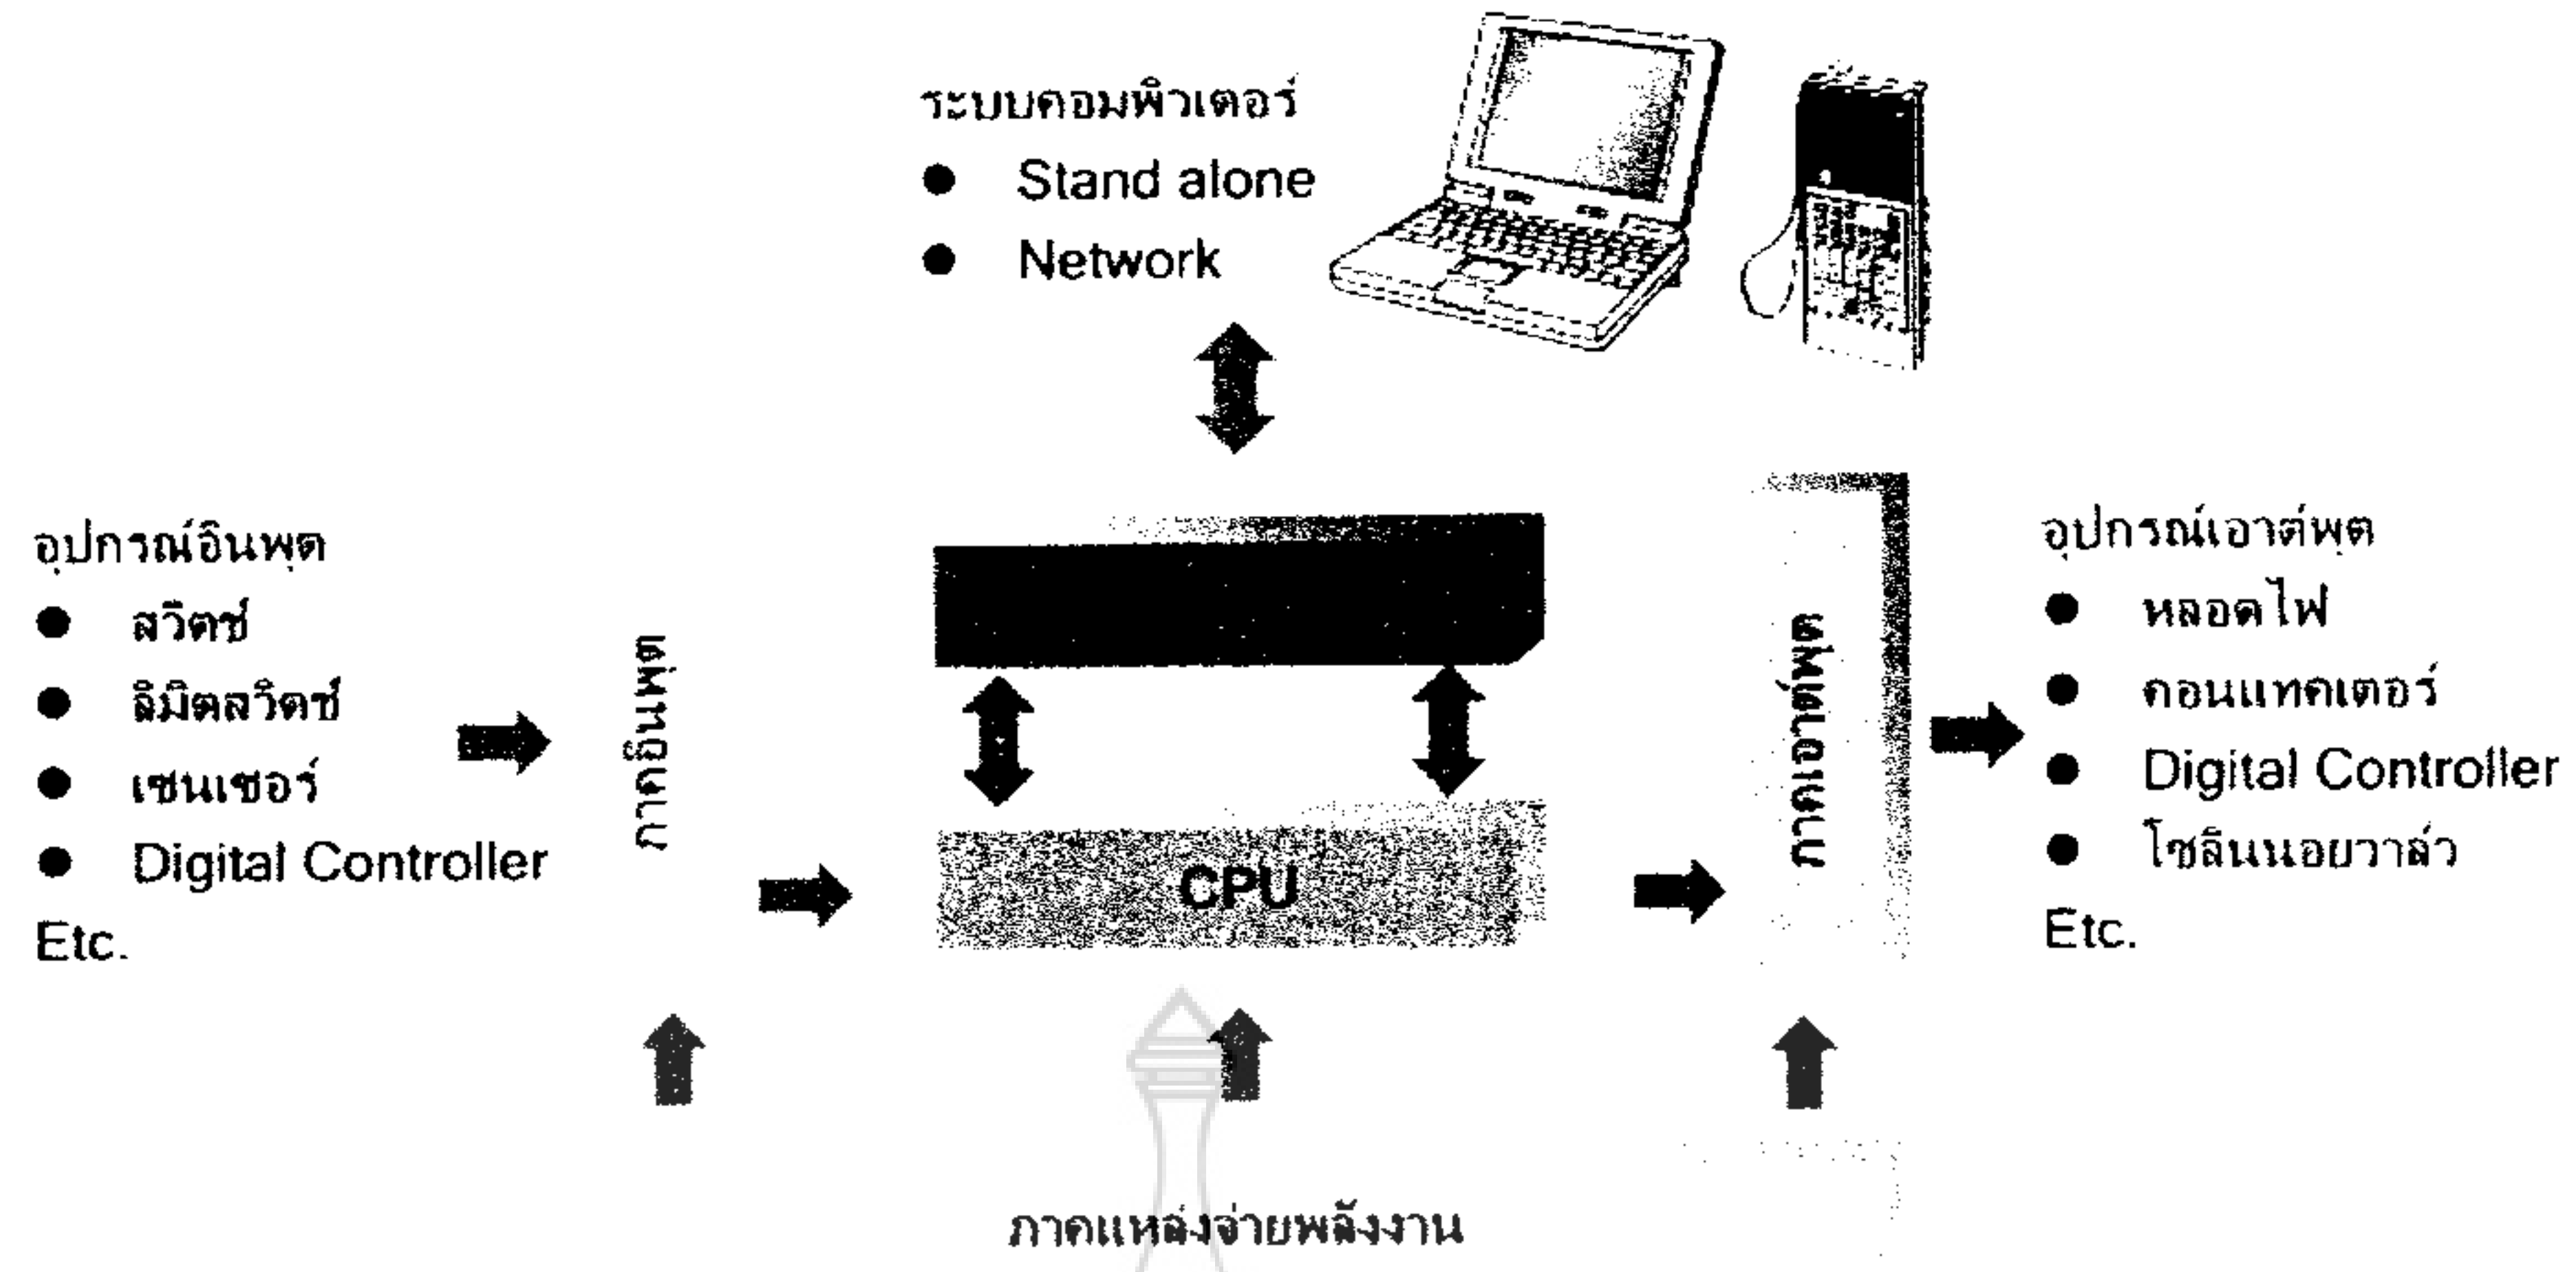 ระบบคอมพิวเตอร์
● Stand alone
● Network
อุปกรณ์อินพุต
● สวิตช์
● ลิมิตสวิตช์
● เซนเซอร์
● Digital Controller
Etc.
ภาคอินพุต
CPU
ภาคเอาต์พุต
อุปกรณ์เอาต์พุต
● หลอดไฟ
● คอนแทคเตอร์
● Digital Controller
● โซลินนอยวาล์ว
Etc.
ภาคแหล่งจ่ายพลังงาน